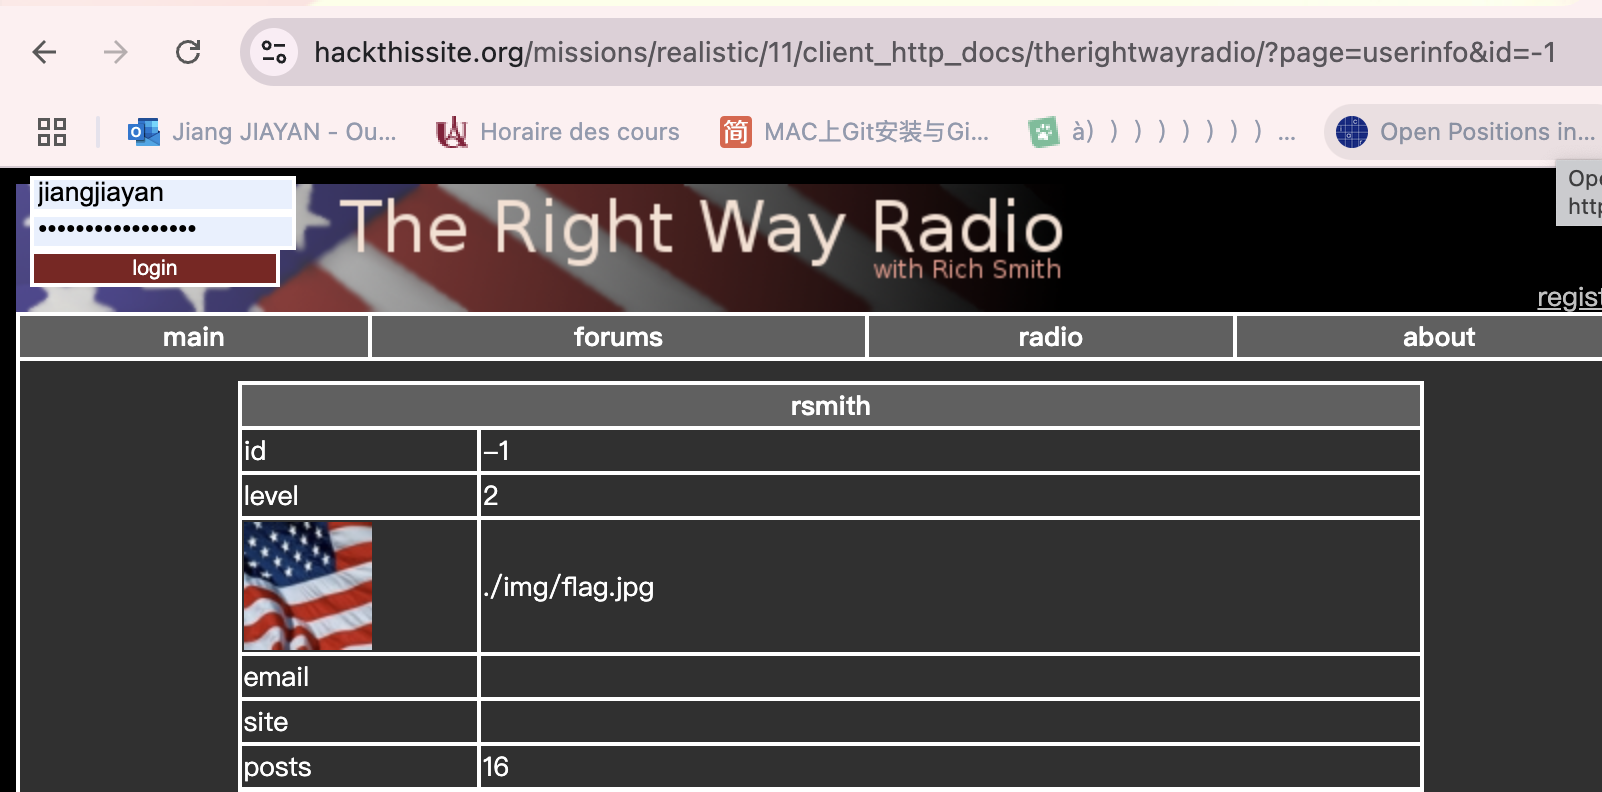 hackthissite.org/missions/realistic/11/client_http_docs/therightwayradio/?page=userinfo&id=-1
Jiang JIAYAN - Ou...
Horaire des cours
简 MAC上Git安装与Gi...
à) ) ) ) ) ) ) ) ) ...
Open Positions in...
Ope
http
jiangjiayan
•••••••••••••••••
login
The Right Way Radio
with Rich Smith
regist
main forums radio about
rsmith
id –1
level 2
./img/flag.jpg
email
site
posts 16